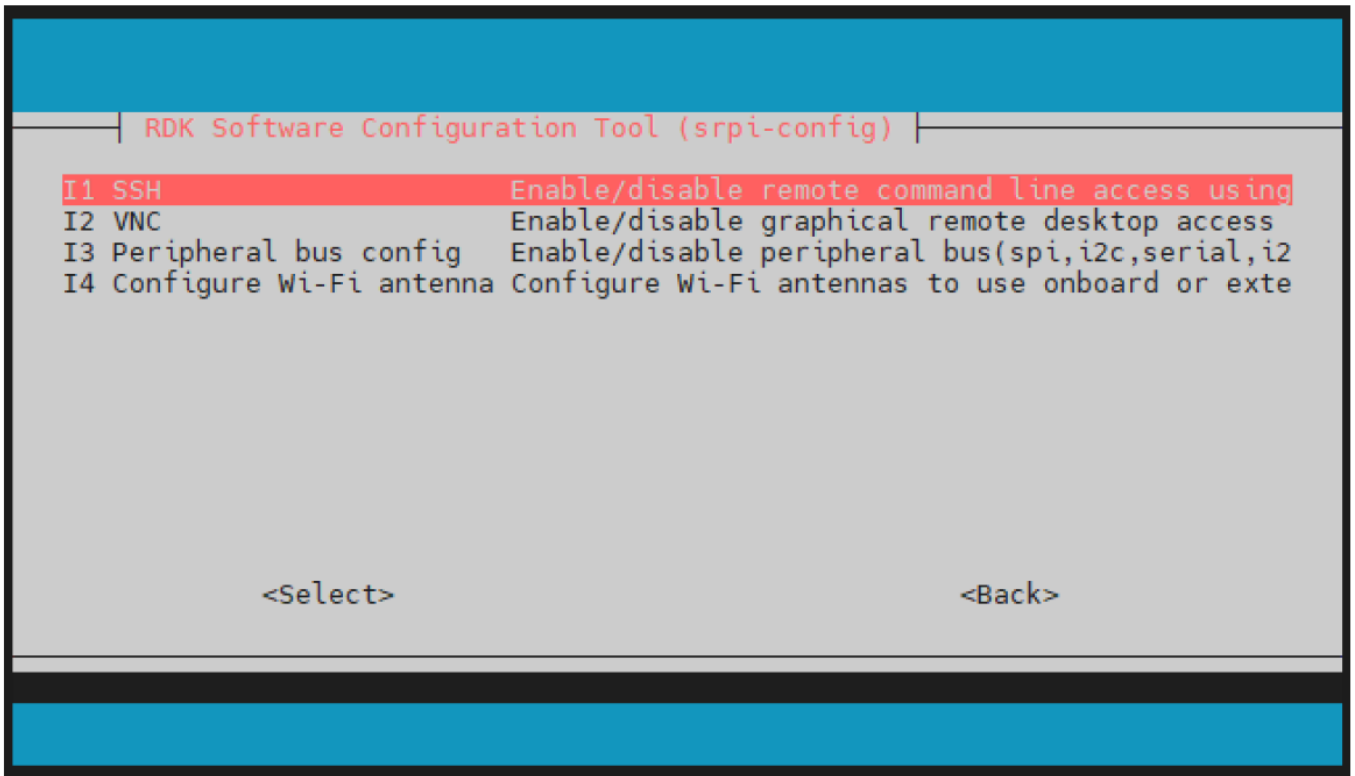 RDK Software Configuration Tool (srpi-config)
I1 SSH Enable/disable remote command line access using
I2 VNC Enable/disable graphical remote desktop access
I3 Peripheral bus config Enable/disable peripheral bus(spi,i2c,serial,i2
I4 Configure Wi-Fi antenna Configure Wi-Fi antennas to use onboard or exte
<Select> <Back>